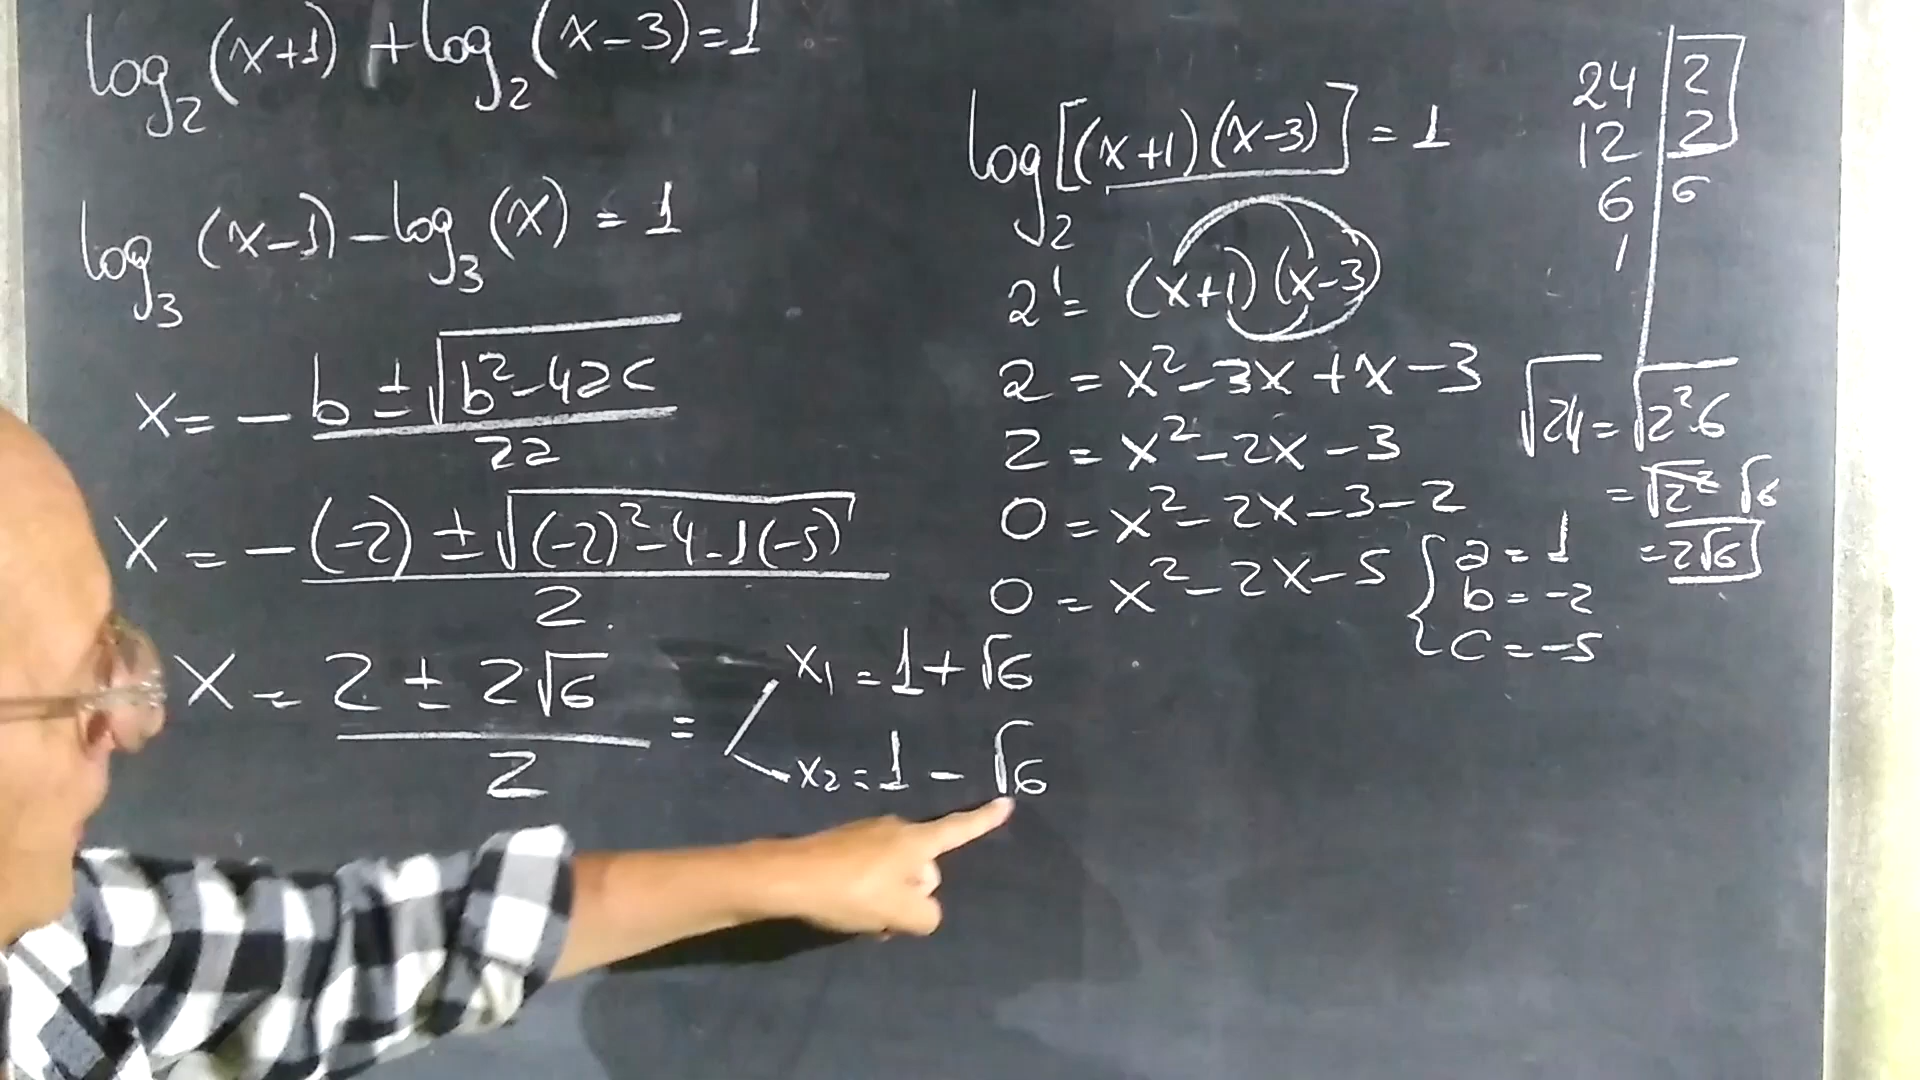 log₂(x+1)+log₂(x-3)=1
log₃(x-1)-log₃(x)=1
x=-b±√(b²-4ac)
2a
x=-(-2)±√((-2)²-4·1(-5))
2
x=2±2√6
2
= x₁=1+√6
x₂=1-√6
log₂[(x+1)(x-3)]=1
2¹=(x+1)(x-3)
2=x²-3x+x-3
2=x²-2x-3
0=x²-2x-3-2
0=x²-2x-5
a=1
b=-2
c=-5
24|2
12|2
6|6
1
√24=√2²·6
=√2²√6
=2√6